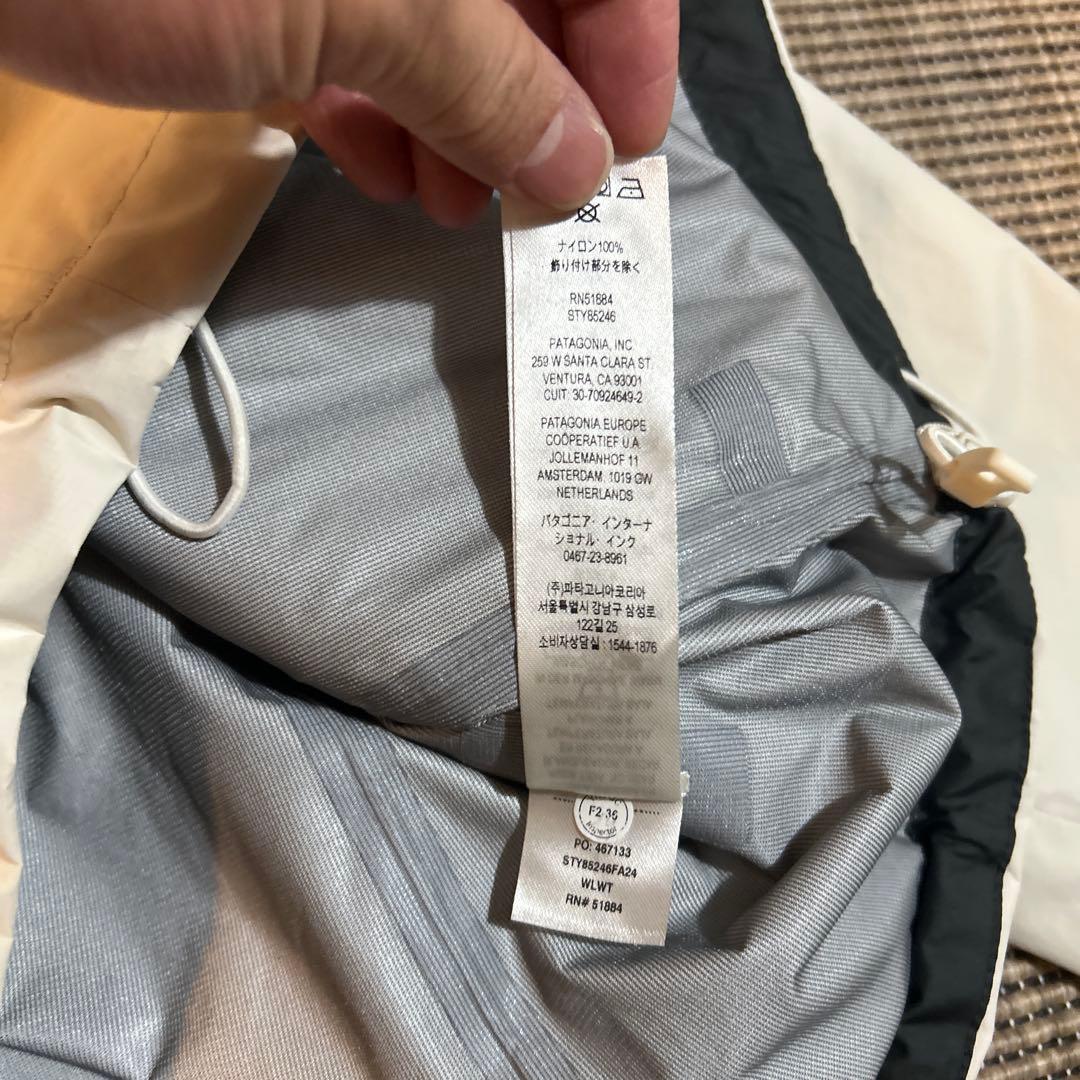 ナイロン100%
飾り付け部分を除く
RN51884
STY85246
PATAGONIA, INC
259 W SANTA CLARA ST.
VENTURA, CA 93001
CUIT: 30-70924649-2
PATAGONIA EUROPE
COÖPERATIEF U.A
JOLLEMANHOF 11
AMSTERDAM, 1019 GW
NETHERLANDS
パタゴニア・インターナ
ショナル・インク
0467-23-8961
(주)파타고니아코리아
서울특별시 강남구 삼성로
122길 25
소비자상담실 : 1544-1876
F2 36
PO: 467133
STY85246FA24
WLWT
RN# 51884